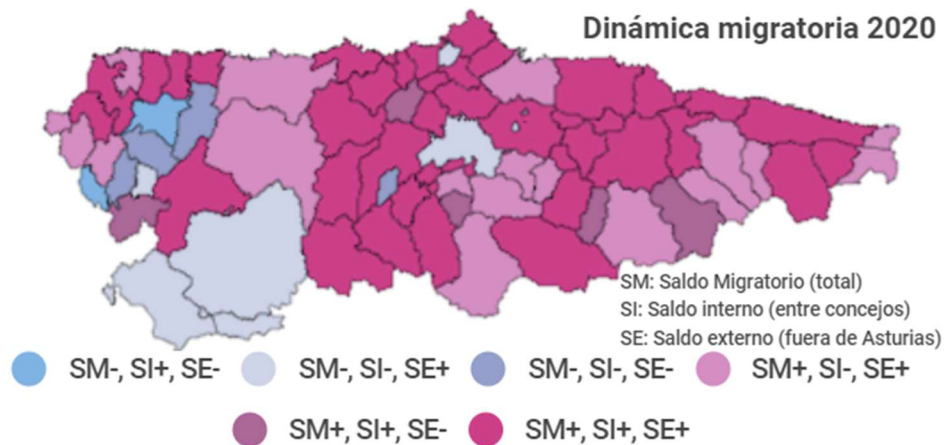 Dinámica migratoria 2020
SM: Saldo Migratorio (total)
SI: Saldo interno (entre concejos)
SE: Saldo externo (fuera de Asturias)
SM-, SI+, SE-
SM-, SI-, SE+
SM-, SI-, SE-
SM+, SI-, SE+
SM+, SI+, SE-
SM+, SI+, SE+